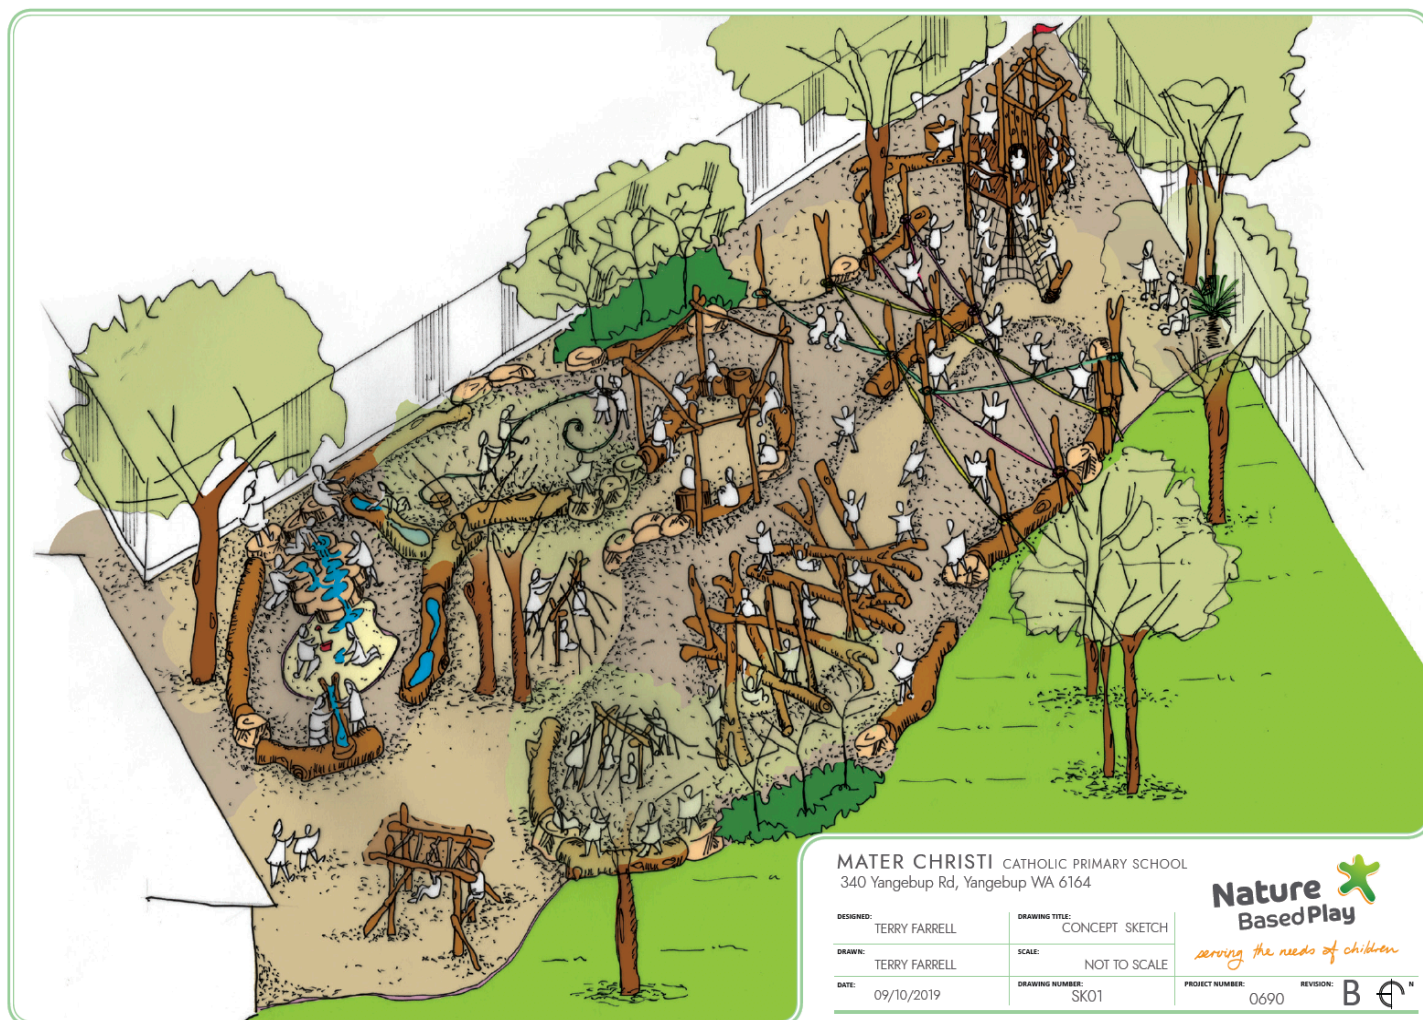 MATER CHRISTI CATHOLIC PRIMARY SCHOOL
340 Yangebup Rd, Yangebup WA 6164
DESIGNED:
TERRY FARRELL
DRAWING TITLE:
CONCEPT SKETCH
DRAWN:
TERRY FARRELL
SCALE:
NOT TO SCALE
DATE:
09/10/2019
DRAWING NUMBER:
SK01
Nature
Based Play
serving the needs of children
PROJECT NUMBER:
0690
REVISION:
B
N